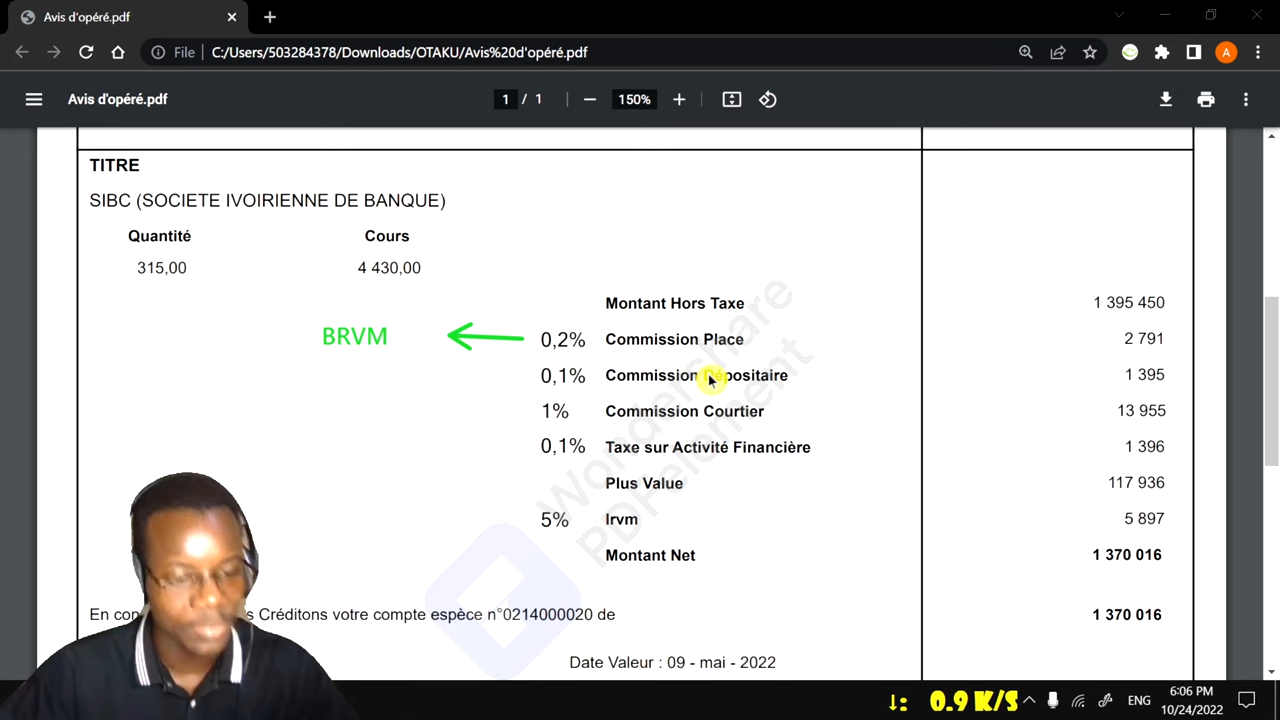 Avis d'opéré.pdf
File
C:/Users/503284378/Downloads/OTAKU/Avis%20d'opéré.pdf
A
Avis d'opéré.pdf
1 / 1
150%
TITRE
SIBC (SOCIETE IVOIRIENNE DE BANQUE)
Quantité Cours
315,00 4 430,00
Montant Hors Taxe 1 395 450
BRVM 0,2% Commission Place 2 791
0,1% Commission Dépositaire 1 395
1% Commission Courtier 13 955
0,1% Taxe sur Activité Financière 1 396
Plus Value 117 936
5% Irvm 5 897
Montant Net 1 370 016
En con s Créditons votre compte espèce n°0214000020 de 1 370 016
Date Valeur : 09 - mai - 2022
Wondershare
PDFelement
0.9 K/S
ENG
6:06 PM
10/24/2022